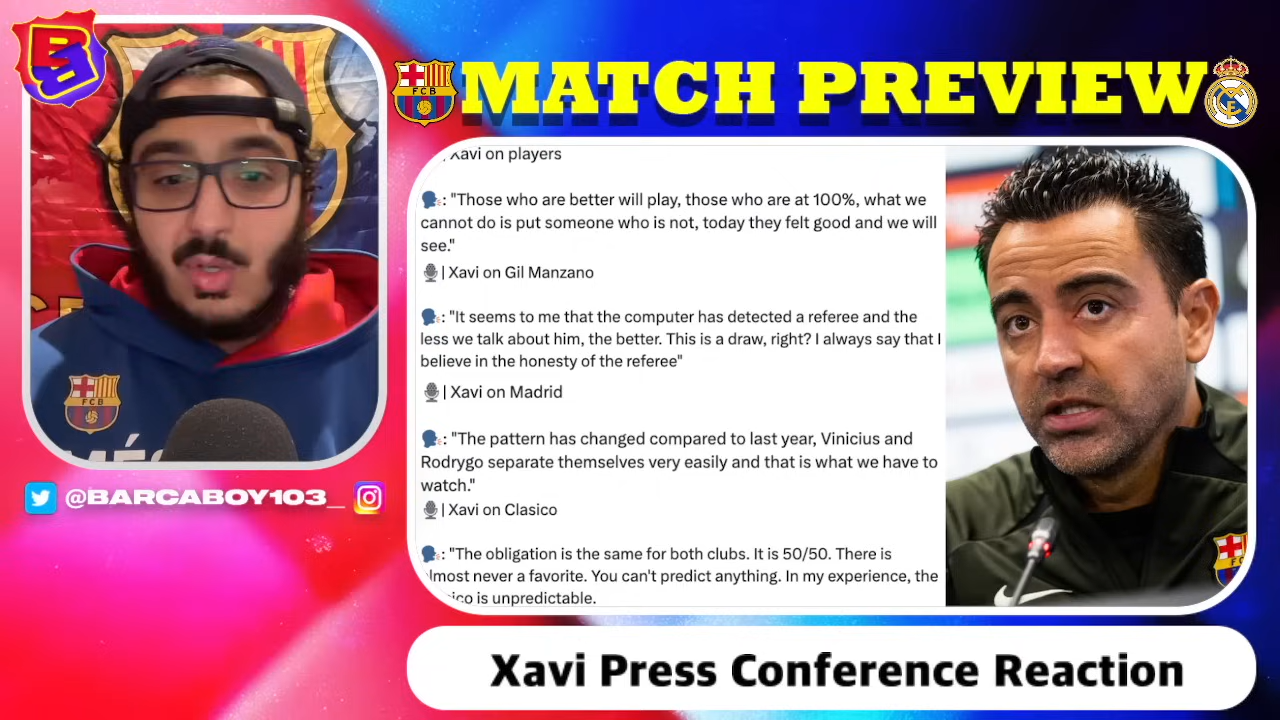 MATCH PREVIEW
Xavi on players
: "Those who are better will play, those who are at 100%, what we
cannot do is put someone who is not, today they felt good and we will
see."
| Xavi on Gil Manzano
: "It seems to me that the computer has detected a referee and the
less we talk about him, the better. This is a draw, right? I always say that I
believe in the honesty of the referee"
| Xavi on Madrid
: "The pattern has changed compared to last year, Vinicius and
Rodrygo separate themselves very easily and that is what we have to
watch."
| Xavi on Clasico
: "The obligation is the same for both clubs. It is 50/50. There is
almost never a favorite. You can't predict anything. In my experience, the
is unpredictable.
@BARCABOY103_
FCB
FCB
Xavi Press Conference Reaction